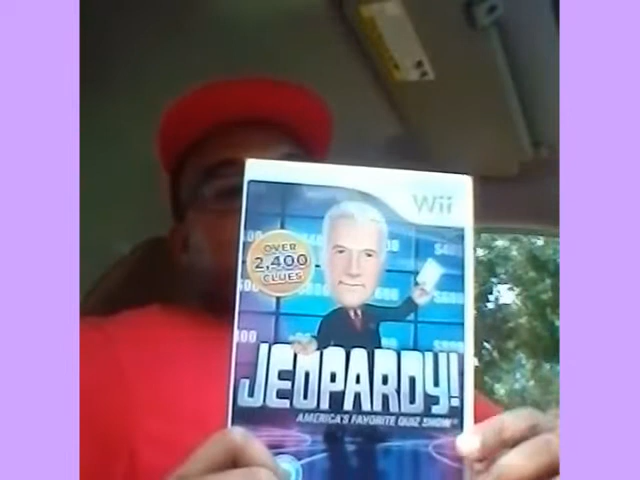 Wii
OVER
2,400
CLUES
JEOPARDY!
AMERICA'S FAVORITE QUIZ SHOW